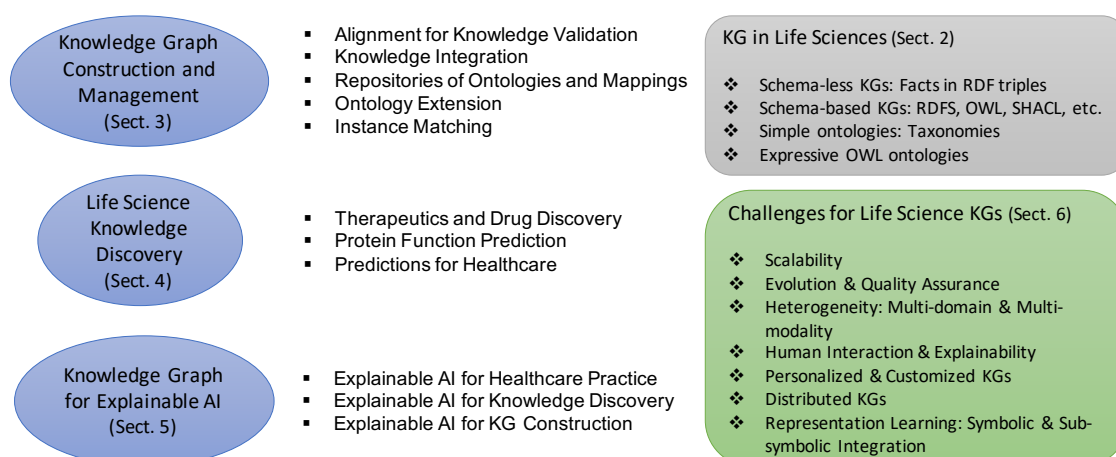 Knowledge Graph
Construction and
Management
(Sect. 3)
▪ Alignment for Knowledge Validation
▪ Knowledge Integration
▪ Repositories of Ontologies and Mappings
▪ Ontology Extension
▪ Instance Matching
KG in Life Sciences (Sect. 2)
❖ Schema-less KGs: Facts in RDF triples
❖ Schema-based KGs: RDFS, OWL, SHACL, etc.
❖ Simple ontologies: Taxonomies
❖ Expressive OWL ontologies
Life Science
Knowledge
Discovery
(Sect. 4)
▪ Therapeutics and Drug Discovery
▪ Protein Function Prediction
▪ Predictions for Healthcare
Challenges for Life Science KGs (Sect. 6)
❖ Scalability
❖ Evolution & Quality Assurance
❖ Heterogeneity: Multi-domain & Multi-
modality
❖ Human Interaction & Explainability
❖ Personalized & Customized KGs
❖ Distributed KGs
❖ Representation Learning: Symbolic & Sub-
symbolic Integration
Knowledge Graph
for Explainable AI
(Sect. 5)
▪ Explainable AI for Healthcare Practice
▪ Explainable AI for Knowledge Discovery
▪ Explainable AI for KG Construction